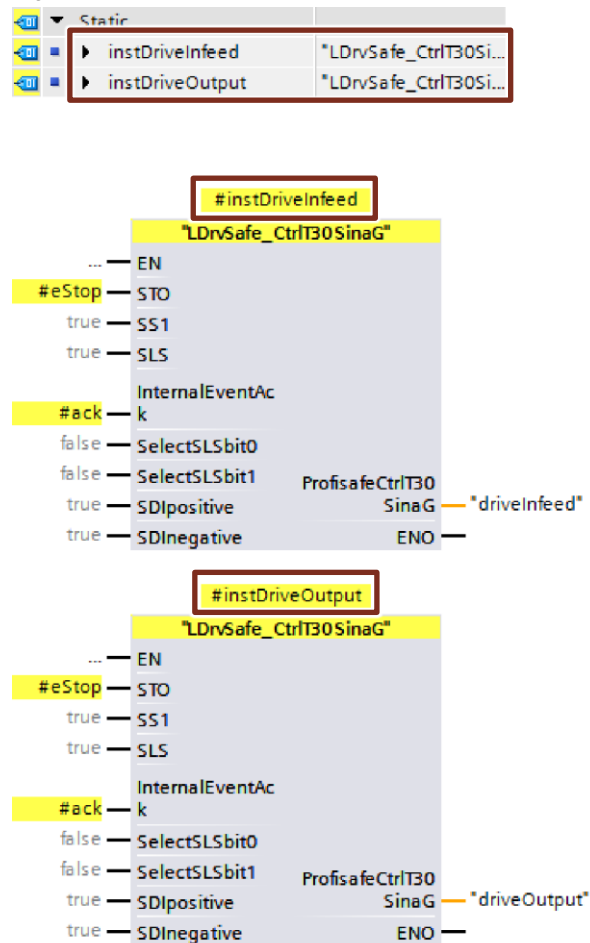 Static
instDriveInfeed "LDrvSafe_CtrlT30Si...
instDriveOutput "LDrvSafe_CtrlT30Si...
#instDriveInfeed
"LDrvSafe_CtrlT30SinaG"
... EN
#eStop STO
true SS1
true SLS
InternalEventAc
#ack k
false SelectSLSbit0
false SelectSLSbit1 ProfisafeCtrlT30
true SDIpositive SinaG "driveInfeed"
true SDInegative ENO
#instDriveOutput
"LDrvSafe_CtrlT30SinaG"
... EN
#eStop STO
true SS1
true SLS
InternalEventAc
#ack k
false SelectSLSbit0
false SelectSLSbit1 ProfisafeCtrlT30
true SDIpositive SinaG "driveOutput"
true SDInegative ENO